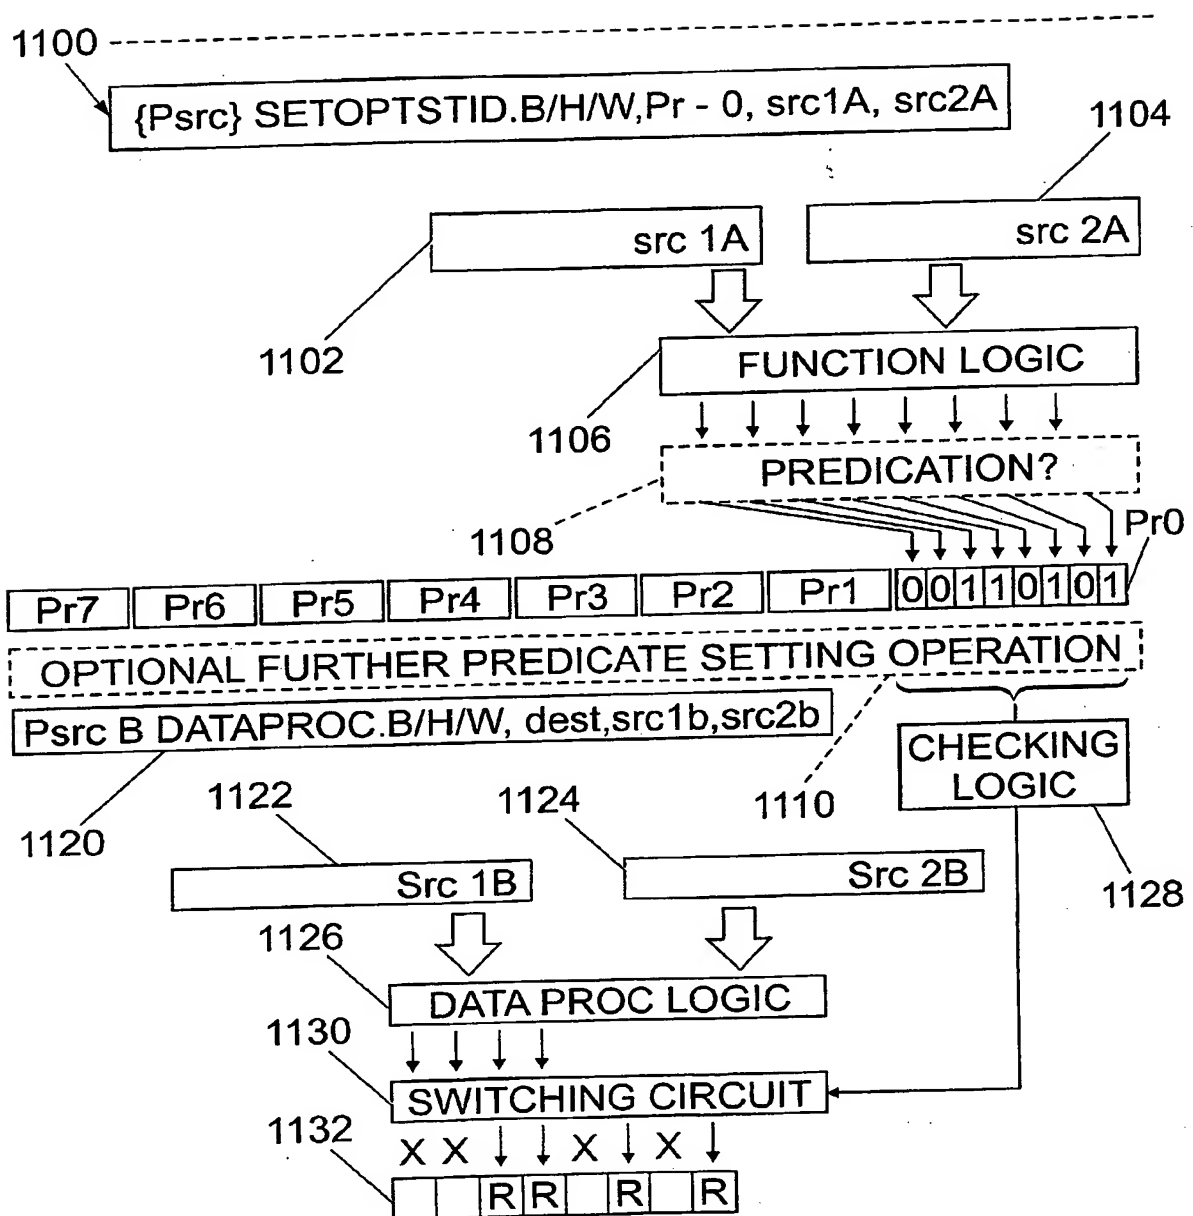 1100
{Psrc} SETOPTSTID.B/H/W,Pr - 0, src1A, src2A
1104
src 1A
src 2A
1102
FUNCTION LOGIC
1106
PREDICATION?
1108
Pr0
Pr7 Pr6 Pr5 Pr4 Pr3 Pr2 Pr1 0 0 1 1 0 1 0 1
OPTIONAL FURTHER PREDICATE SETTING OPERATION
Psrc B DATAPROC.B/H/W, dest,src1b,src2b
CHECKING
LOGIC
1122
1124
1110
1120
1128
Src 1B
Src 2B
1126
DATA PROC LOGIC
1130
SWITCHING CIRCUIT
1132
X X X X
R R R R